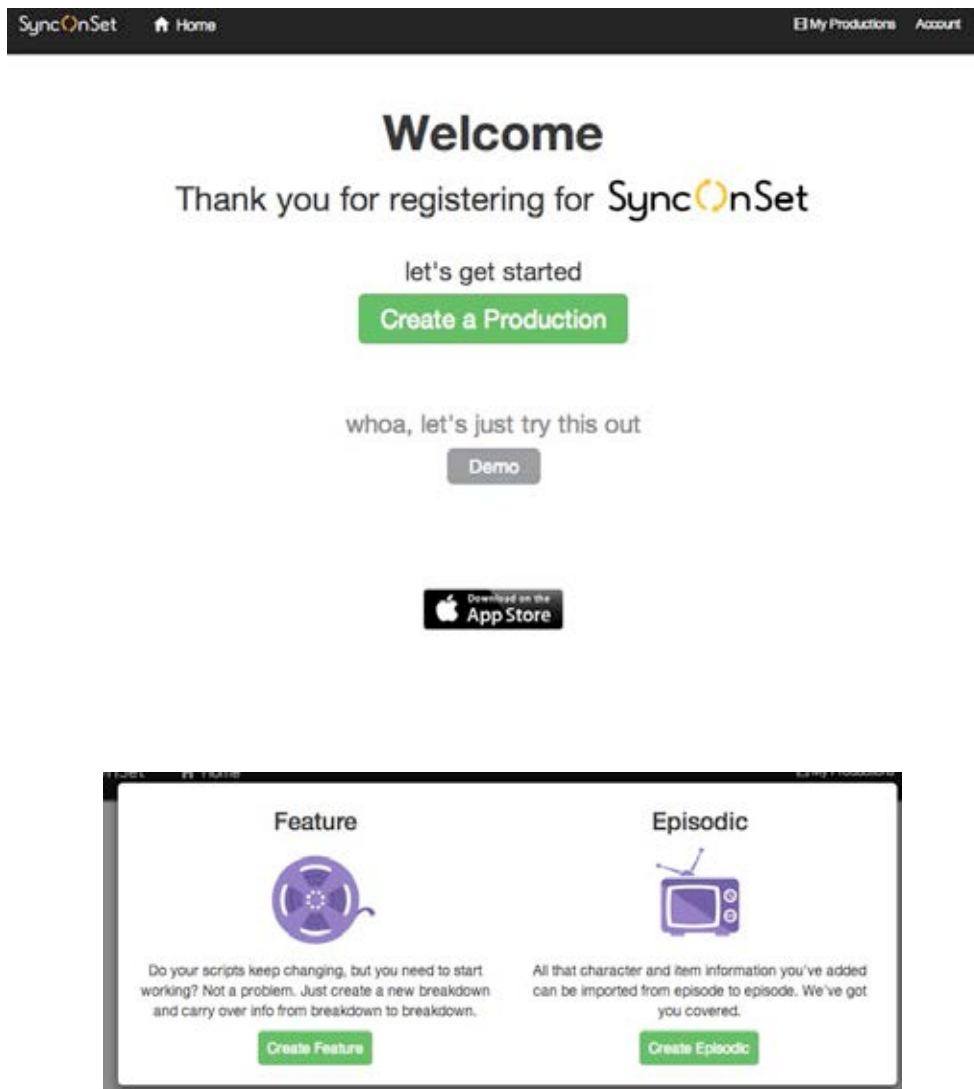 SyncOnSet Home My Productions Account
Welcome
Thank you for registering for SyncOnSet
let's get started
Create a Production
whoa, let's just try this out
Demo
Download on the
App Store
Home My Productions
Feature
Do your scripts keep changing, but you need to start
working? Not a problem. Just create a new breakdown
and carry over info from breakdown to breakdown.
Create Feature
Episodic
All that character and item information you've added
can be imported from episode to episode. We've got
you covered.
Create Episodic